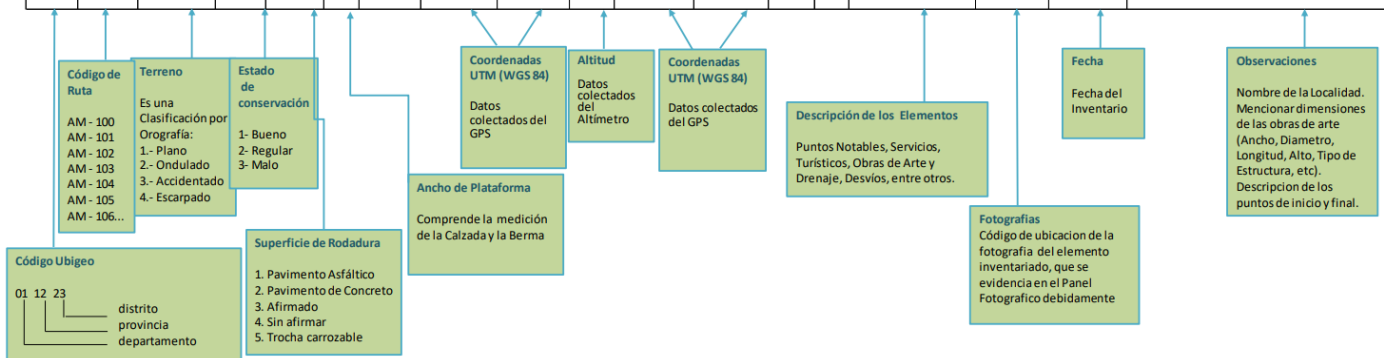 Código de
Ruta
AM - 100
AM - 101
AM - 102
AM - 103
AM - 104
AM - 105
AM - 106...
Terreno
Es una
Clasificación por
Orografía:
1.- Plano
2.- Ondulado
3.- Accidentado
4.- Escarpado
Estado
de
conservación
1- Bueno
2- Regular
3- Malo
Coordenadas
UTM (WGS 84)
Datos
colectados del
GPS
Altitud
Datos
colectados
del
Altímetro
Coordenadas
UTM (WGS 84)
Datos colectados
del GPS
Descripción de los Elementos
Puntos Notables, Servicios,
Turísticos, Obras de Arte y
Drenaje, Desvíos, entre otros.
Fecha
Fecha del
Inventario
Observaciones
Nombre de la Localidad.
Mencionar dimensiones
de las obras de arte
(Ancho, Diametro,
Longitud, Alto, Tipo de
Estructura, etc).
Descripcion de los
puntos de inicio y final.
Ancho de Plataforma
Comprende la medición
de la Calzada y la Berma
Fotografias
Código de ubicacion de la
fotografia del elemento
inventariado, que se
evidencia en el Panel
Fotografico debidamente
Código Ubigeo
01 12 23
distrito
provincia
departamento
Superficie de Rodadura
1. Pavimento Asfáltico
2. Pavimento de Concreto
3. Afirmado
4. Sin afirmar
5. Trocha carrozable